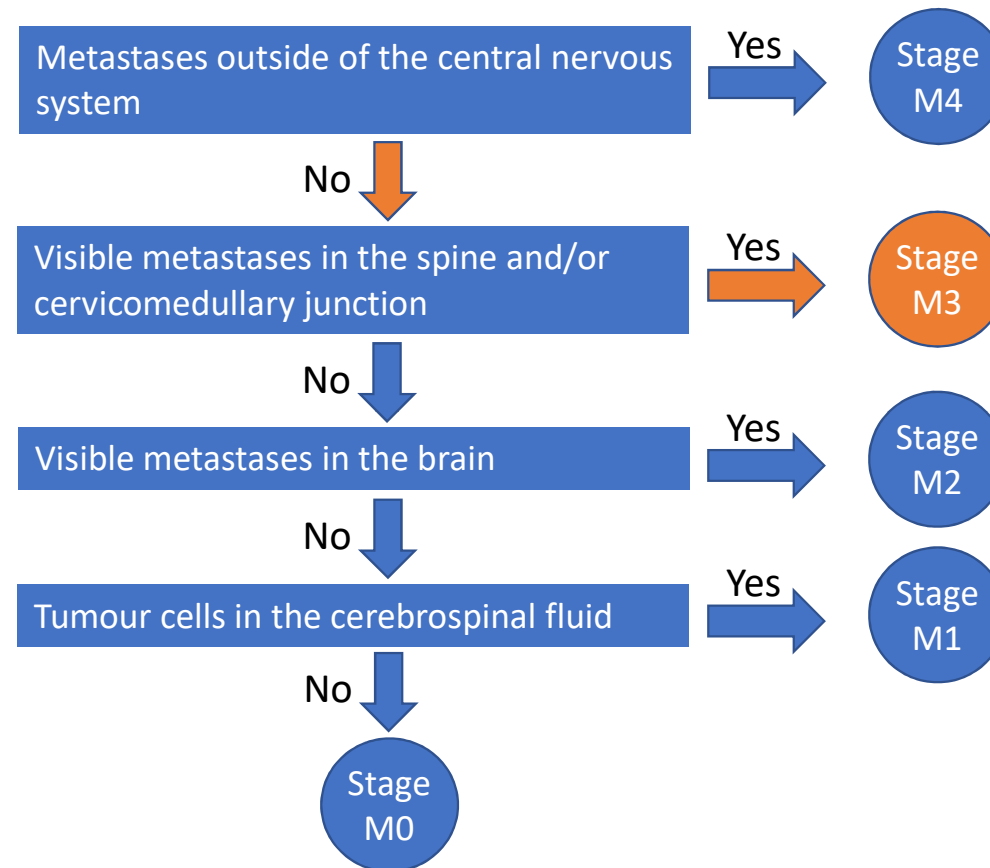 Metastases outside of the central nervous
system
Yes
Stage
M4
No
Visible metastases in the spine and/or
cervicomedullary junction
Yes
Stage
M3
No
Visible metastases in the brain
Yes
Stage
M2
No
Tumour cells in the cerebrospinal fluid
Yes
Stage
M1
No
Stage
M0